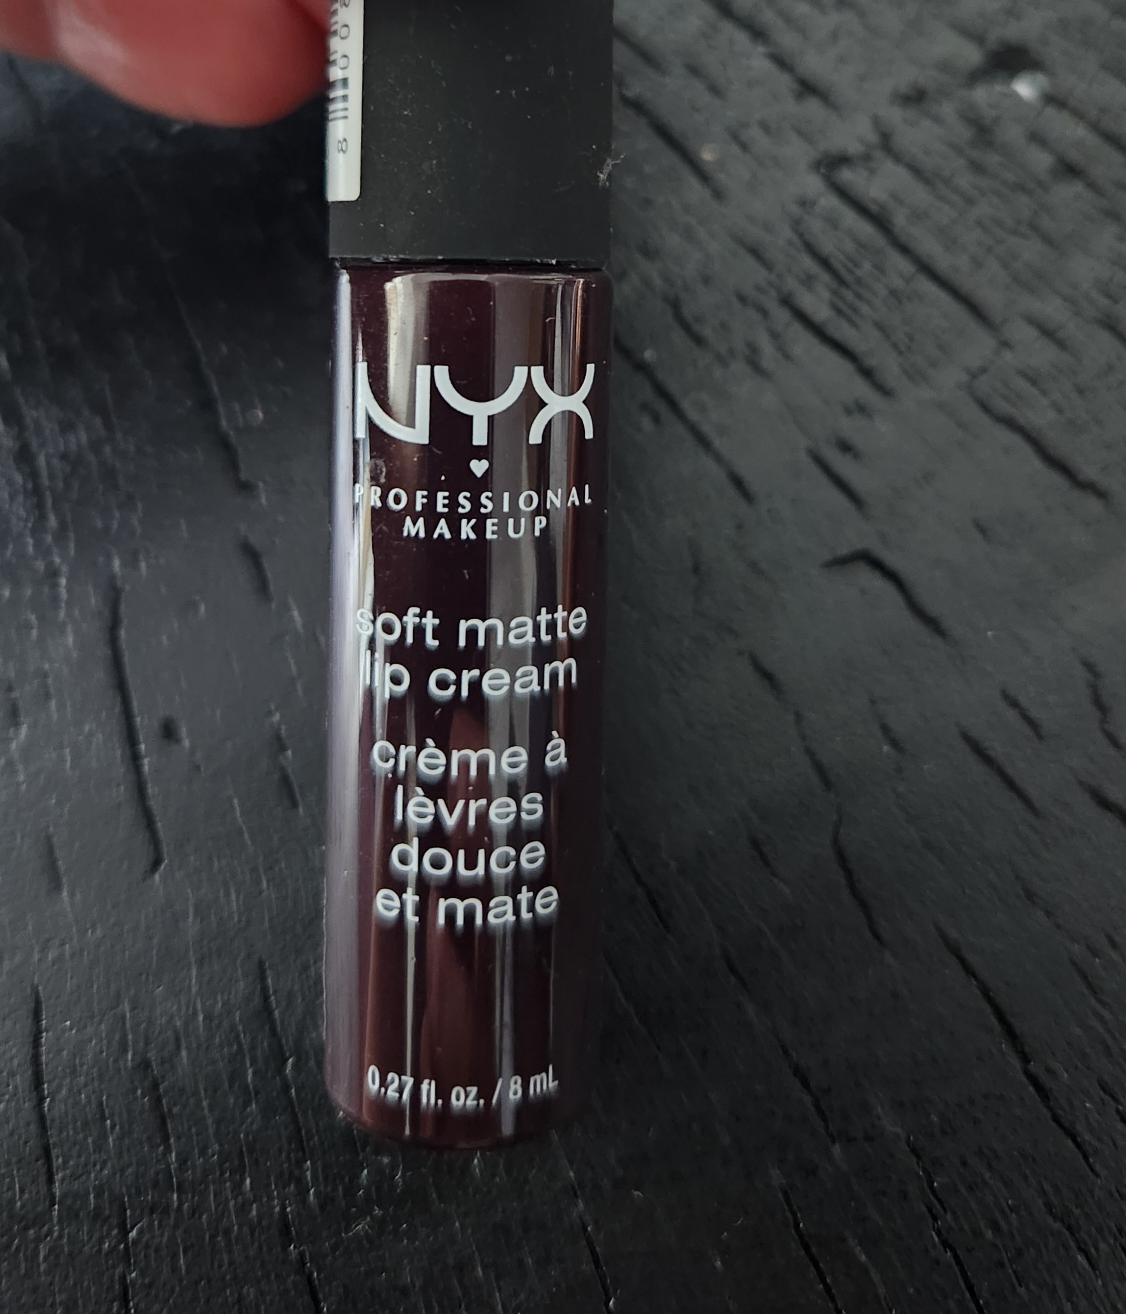 NYX
PROFESSIONAL
MAKEUP
soft matte
lip cream
crème à
lèvres
douce
et mate
0.27 fl. oz. / 8 mL